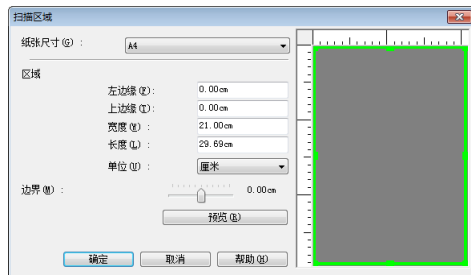 扫描区域
纸张尺寸(G): A4
区域
左边缘(F): 0.00cm
上边缘(T): 0.00cm
宽度(W): 21.00cm
长度(L): 29.69cm
单位(U): 厘米
边界(M): 0.00cm
预览(R)
确定 取消 帮助(H)